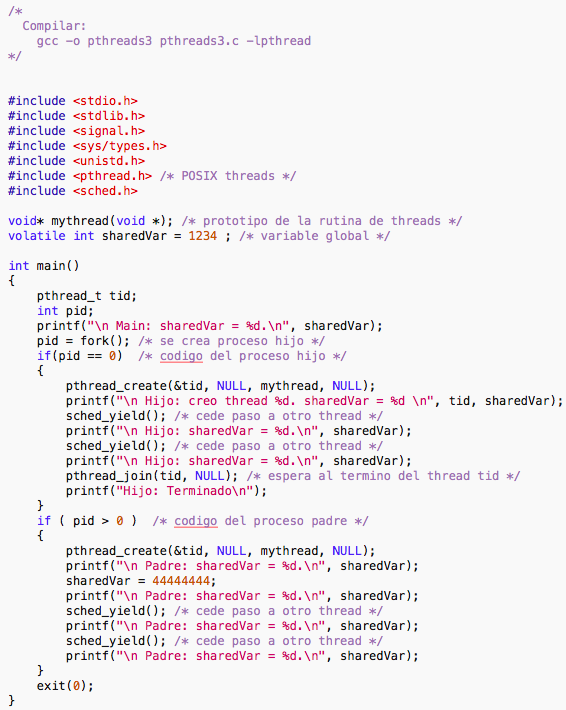 /*
  Compilar:
    gcc -o pthreads3 pthreads3.c -lpthread
*/

#include <stdio.h>
#include <stdlib.h>
#include <signal.h>
#include <sys/types.h>
#include <unistd.h>
#include <pthread.h> /* POSIX threads */
#include <sched.h>

void* mythread(void *); /* prototipo de la rutina de threads */
volatile int sharedVar = 1234 ; /* variable global */

int main()
{
    pthread_t tid;
    int pid;
    printf("\n Main: sharedVar = %d.\n", sharedVar);
    pid = fork(); /* se crea proceso hijo */
    if(pid == 0)  /* codigo del proceso hijo */
    {
        pthread_create(&tid, NULL, mythread, NULL);
        printf("\n Hijo: creo thread %d. sharedVar = %d \n", tid, sharedVar);
        sched_yield(); /* cede paso a otro thread */
        printf("\n Hijo: sharedVar = %d.\n", sharedVar);
        sched_yield(); /* cede paso a otro thread */
        printf("\n Hijo: sharedVar = %d.\n", sharedVar);
        pthread_join(tid, NULL); /* espera al termino del thread tid */
        printf("Hijo: Terminado\n");
    }
    if ( pid > 0 )  /* codigo del proceso padre */
    {
        pthread_create(&tid, NULL, mythread, NULL);
        printf("\n Padre: sharedVar = %d.\n", sharedVar);
        sharedVar = 44444444;
        printf("\n Padre: sharedVar = %d.\n", sharedVar);
        sched_yield(); /* cede paso a otro thread */
        printf("\n Padre: sharedVar = %d.\n", sharedVar);
        sched_yield(); /* cede paso a otro thread */
        printf("\n Padre: sharedVar = %d.\n", sharedVar);
    }
    exit(0);
}